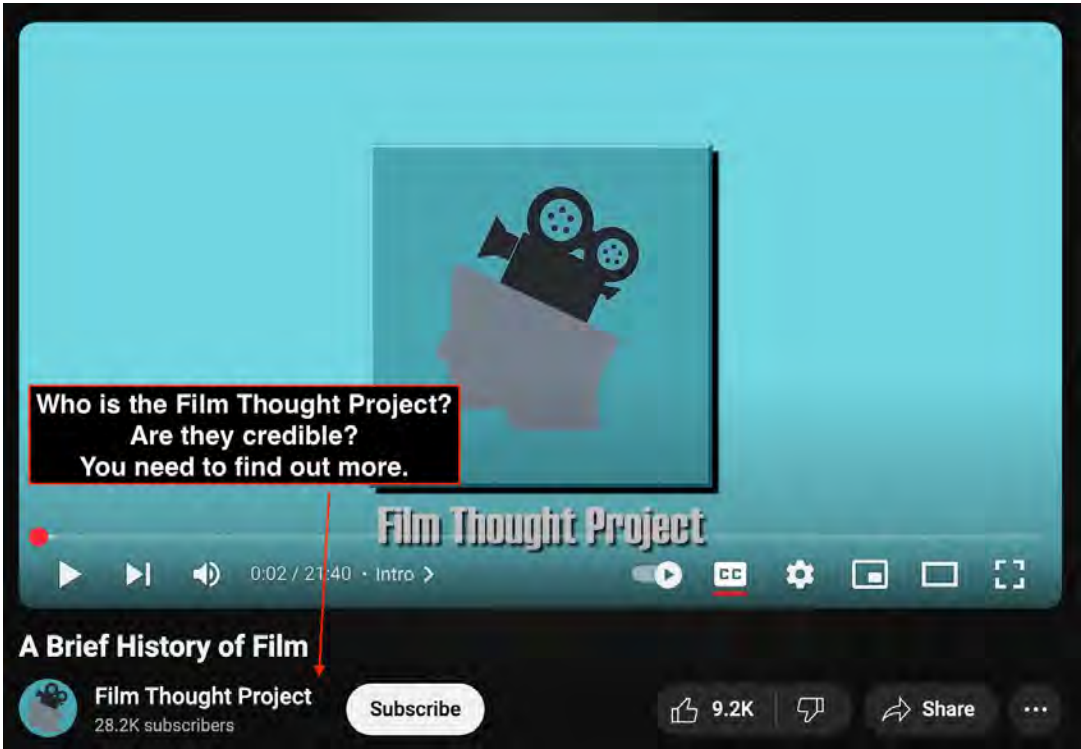 Who is the Film Thought Project?
Are they credible?
You need to find out more.
Film Thought Project
0:02 / 21:40 • Intro >
CC
A Brief History of Film
Film Thought Project
28.2K subscribers
Subscribe
9.2K
Share